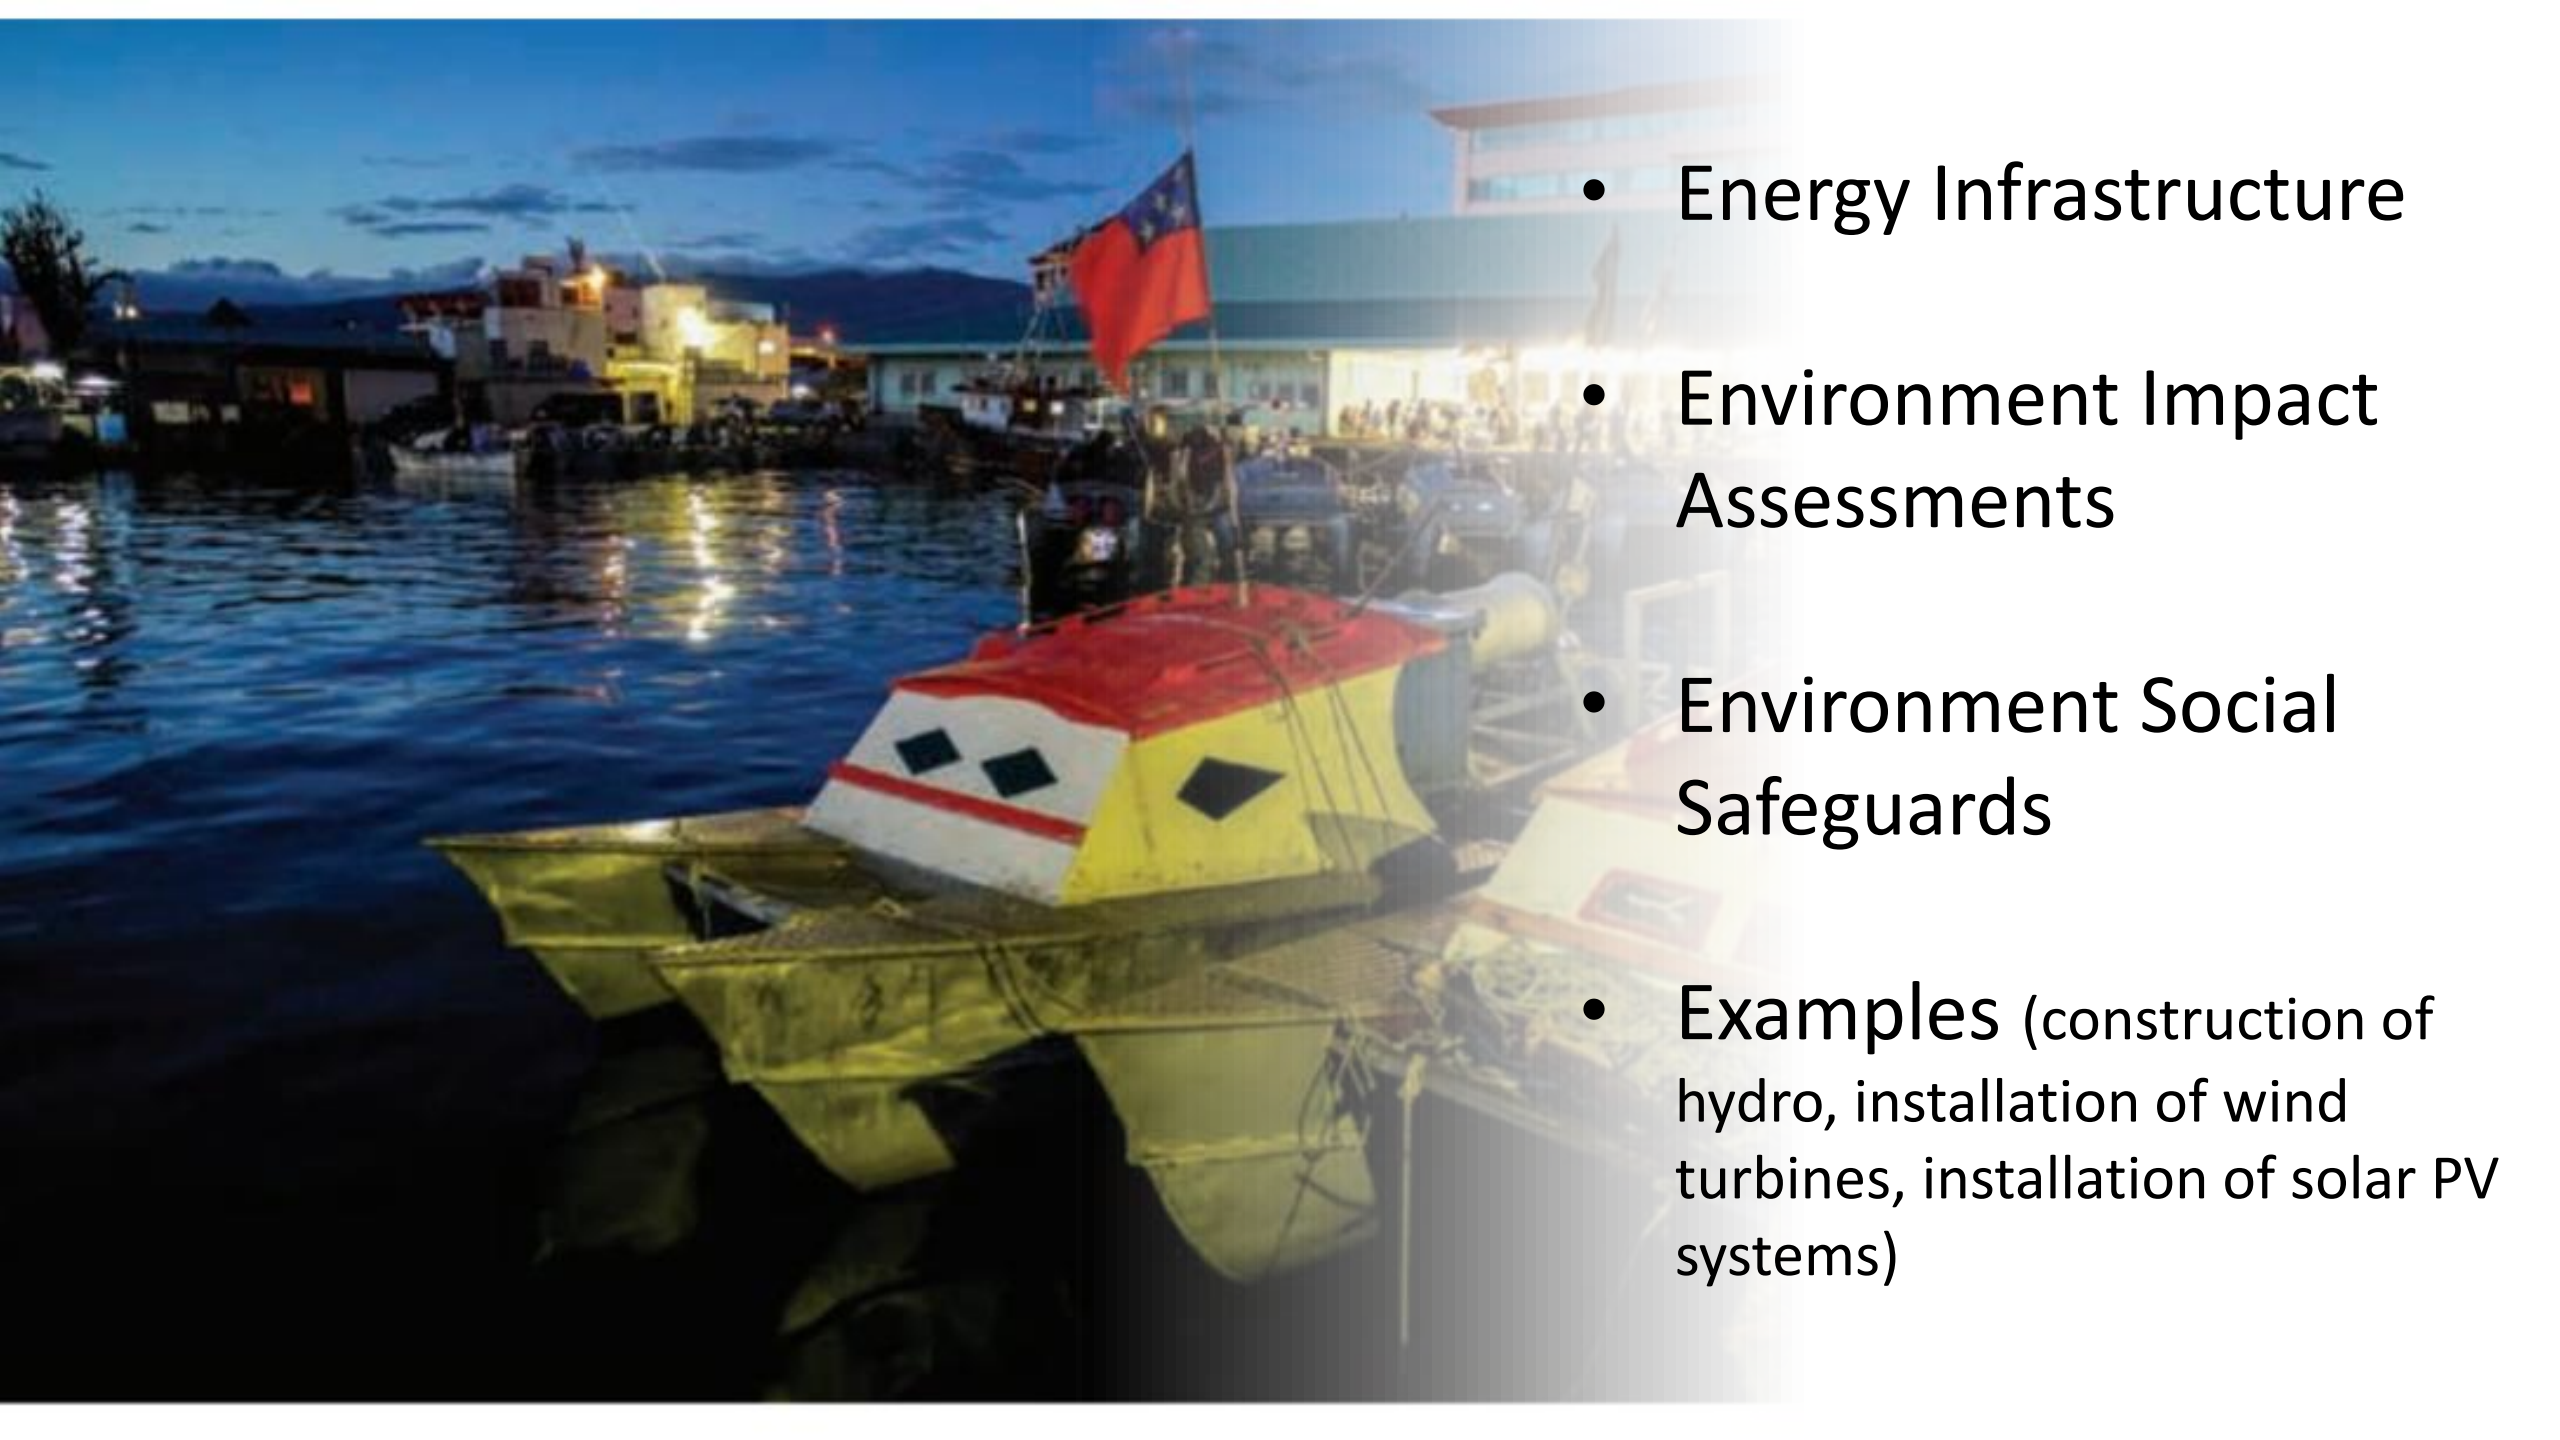 • Energy Infrastructure
• Environment Impact
Assessments
• Environment Social
Safeguards
• Examples (construction of
hydro, installation of wind
turbines, installation of solar PV
systems)